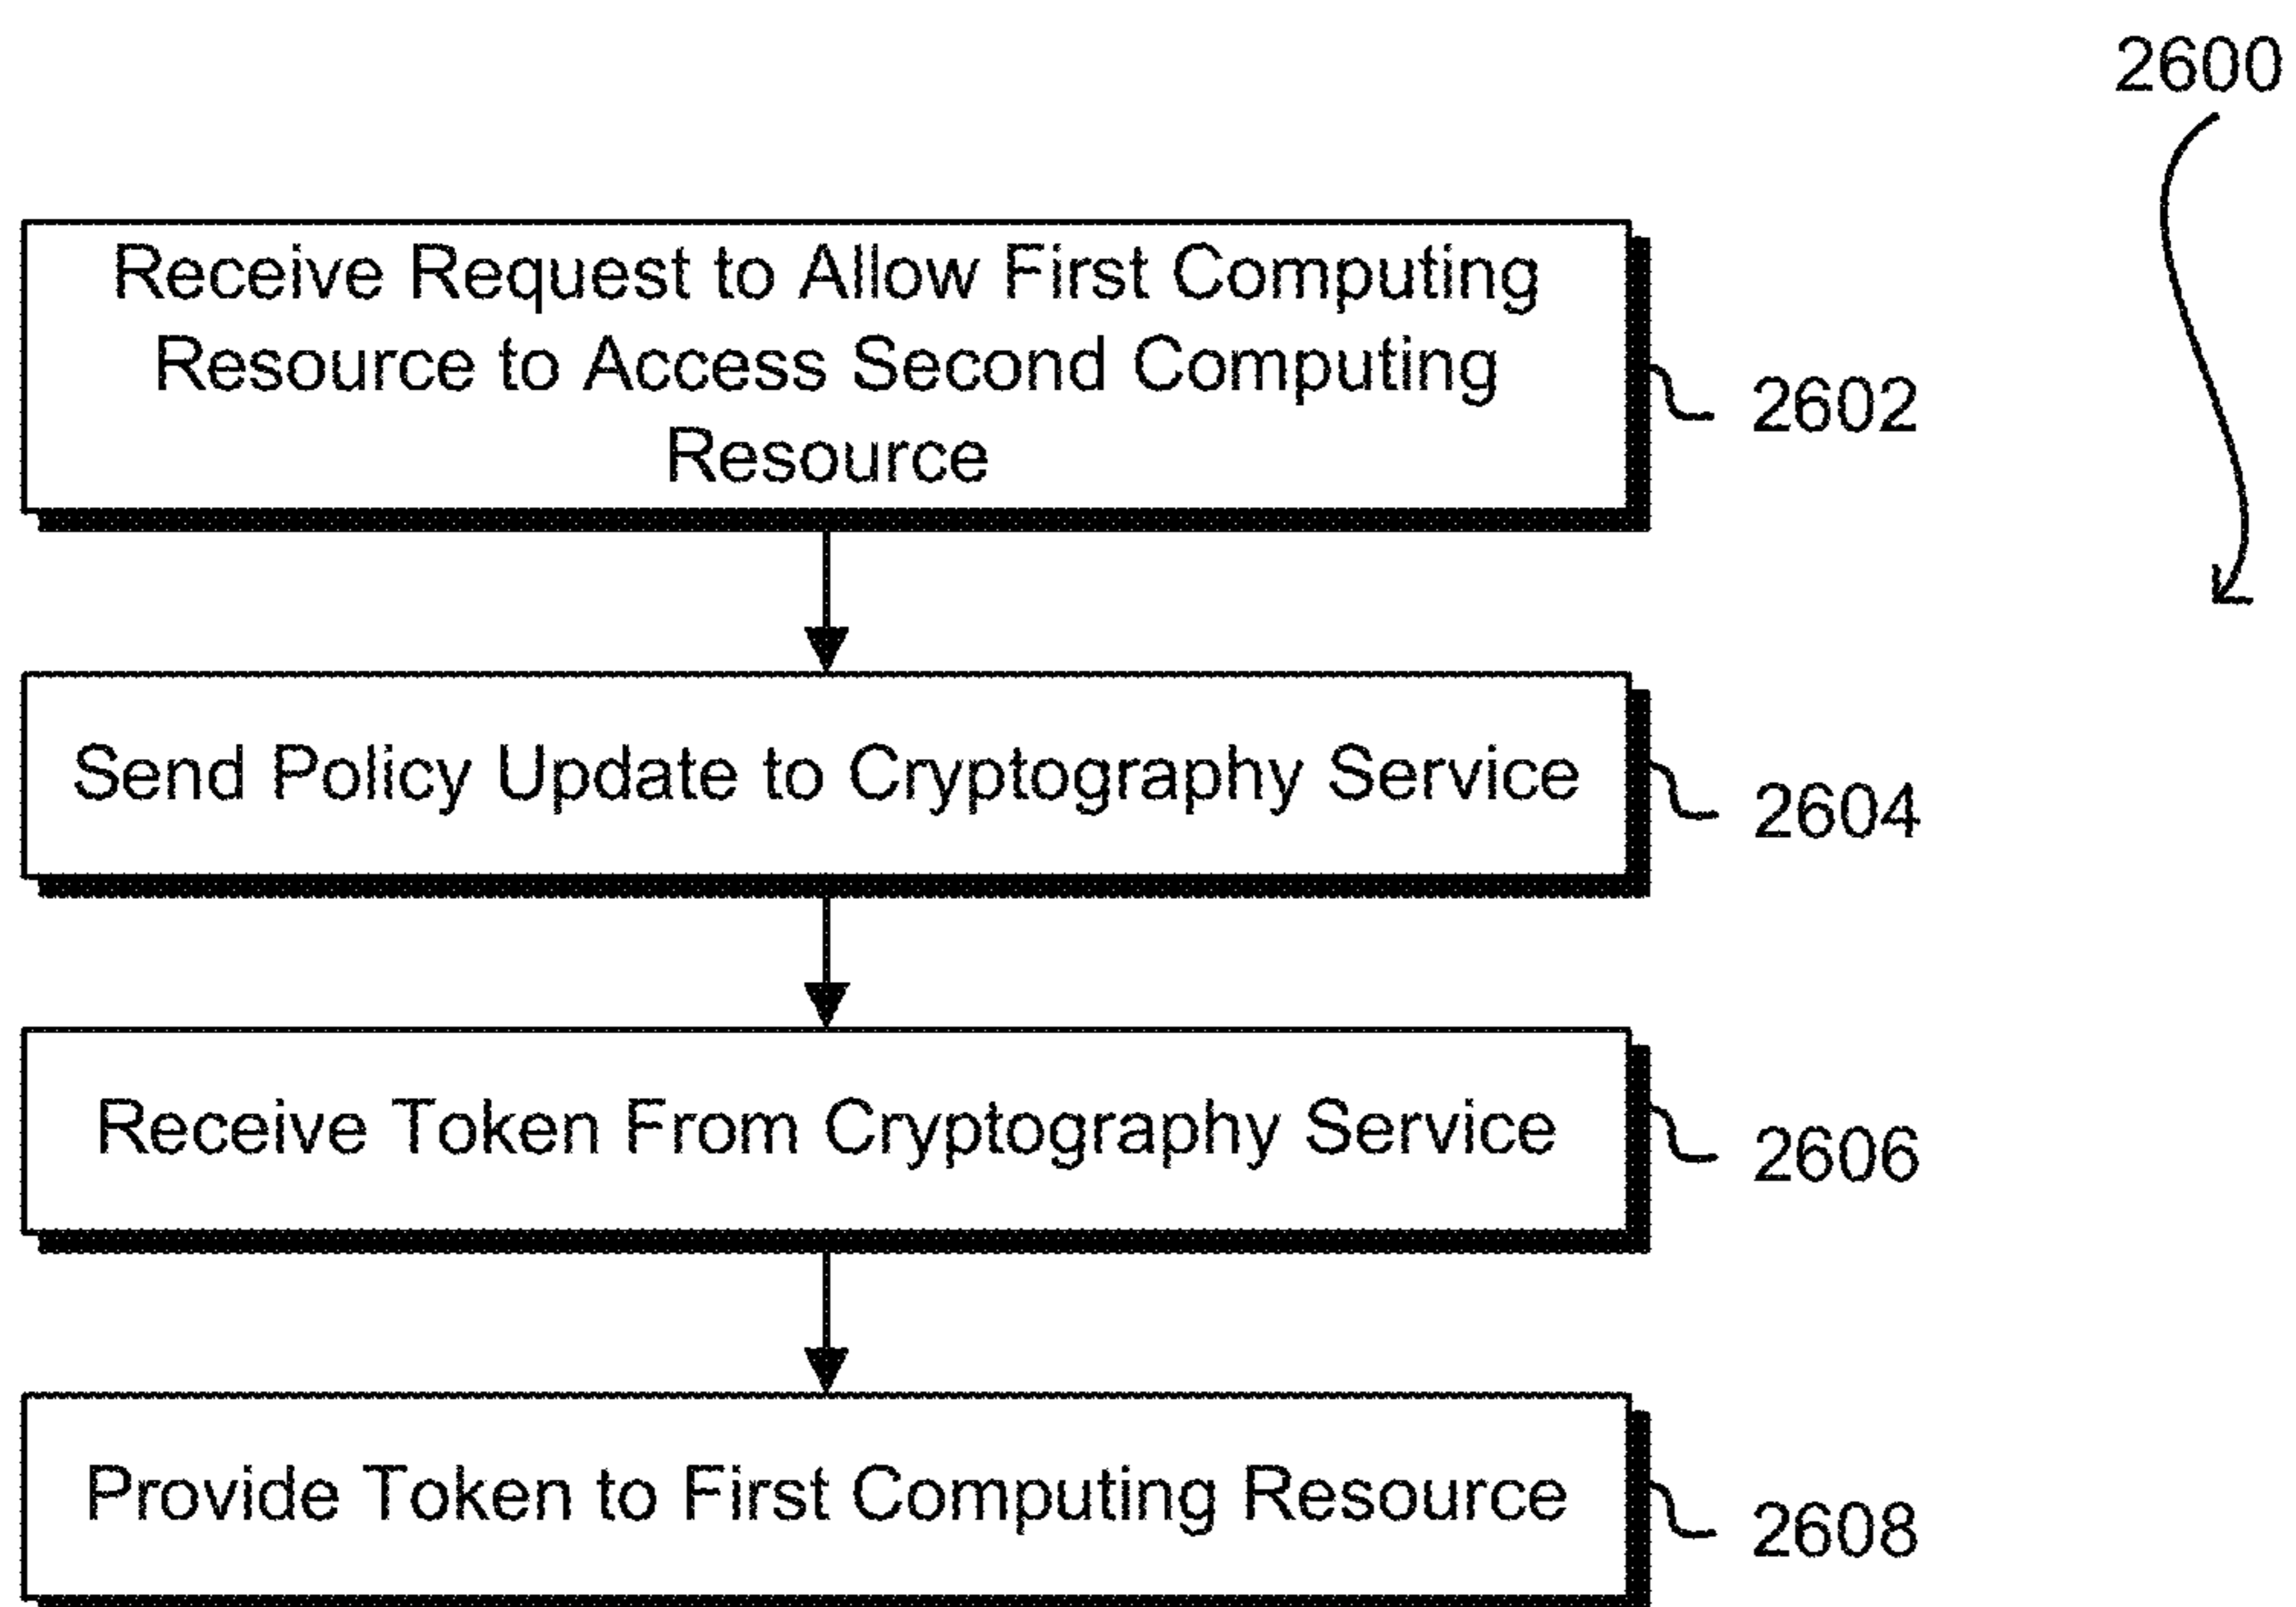 2600
Receive Request to Allow First Computing
Resource to Access Second Computing
Resource
2602
Send Policy Update to Cryptography Service
2604
Receive Token From Cryptography Service
2606
Provide Token to First Computing Resource
2608